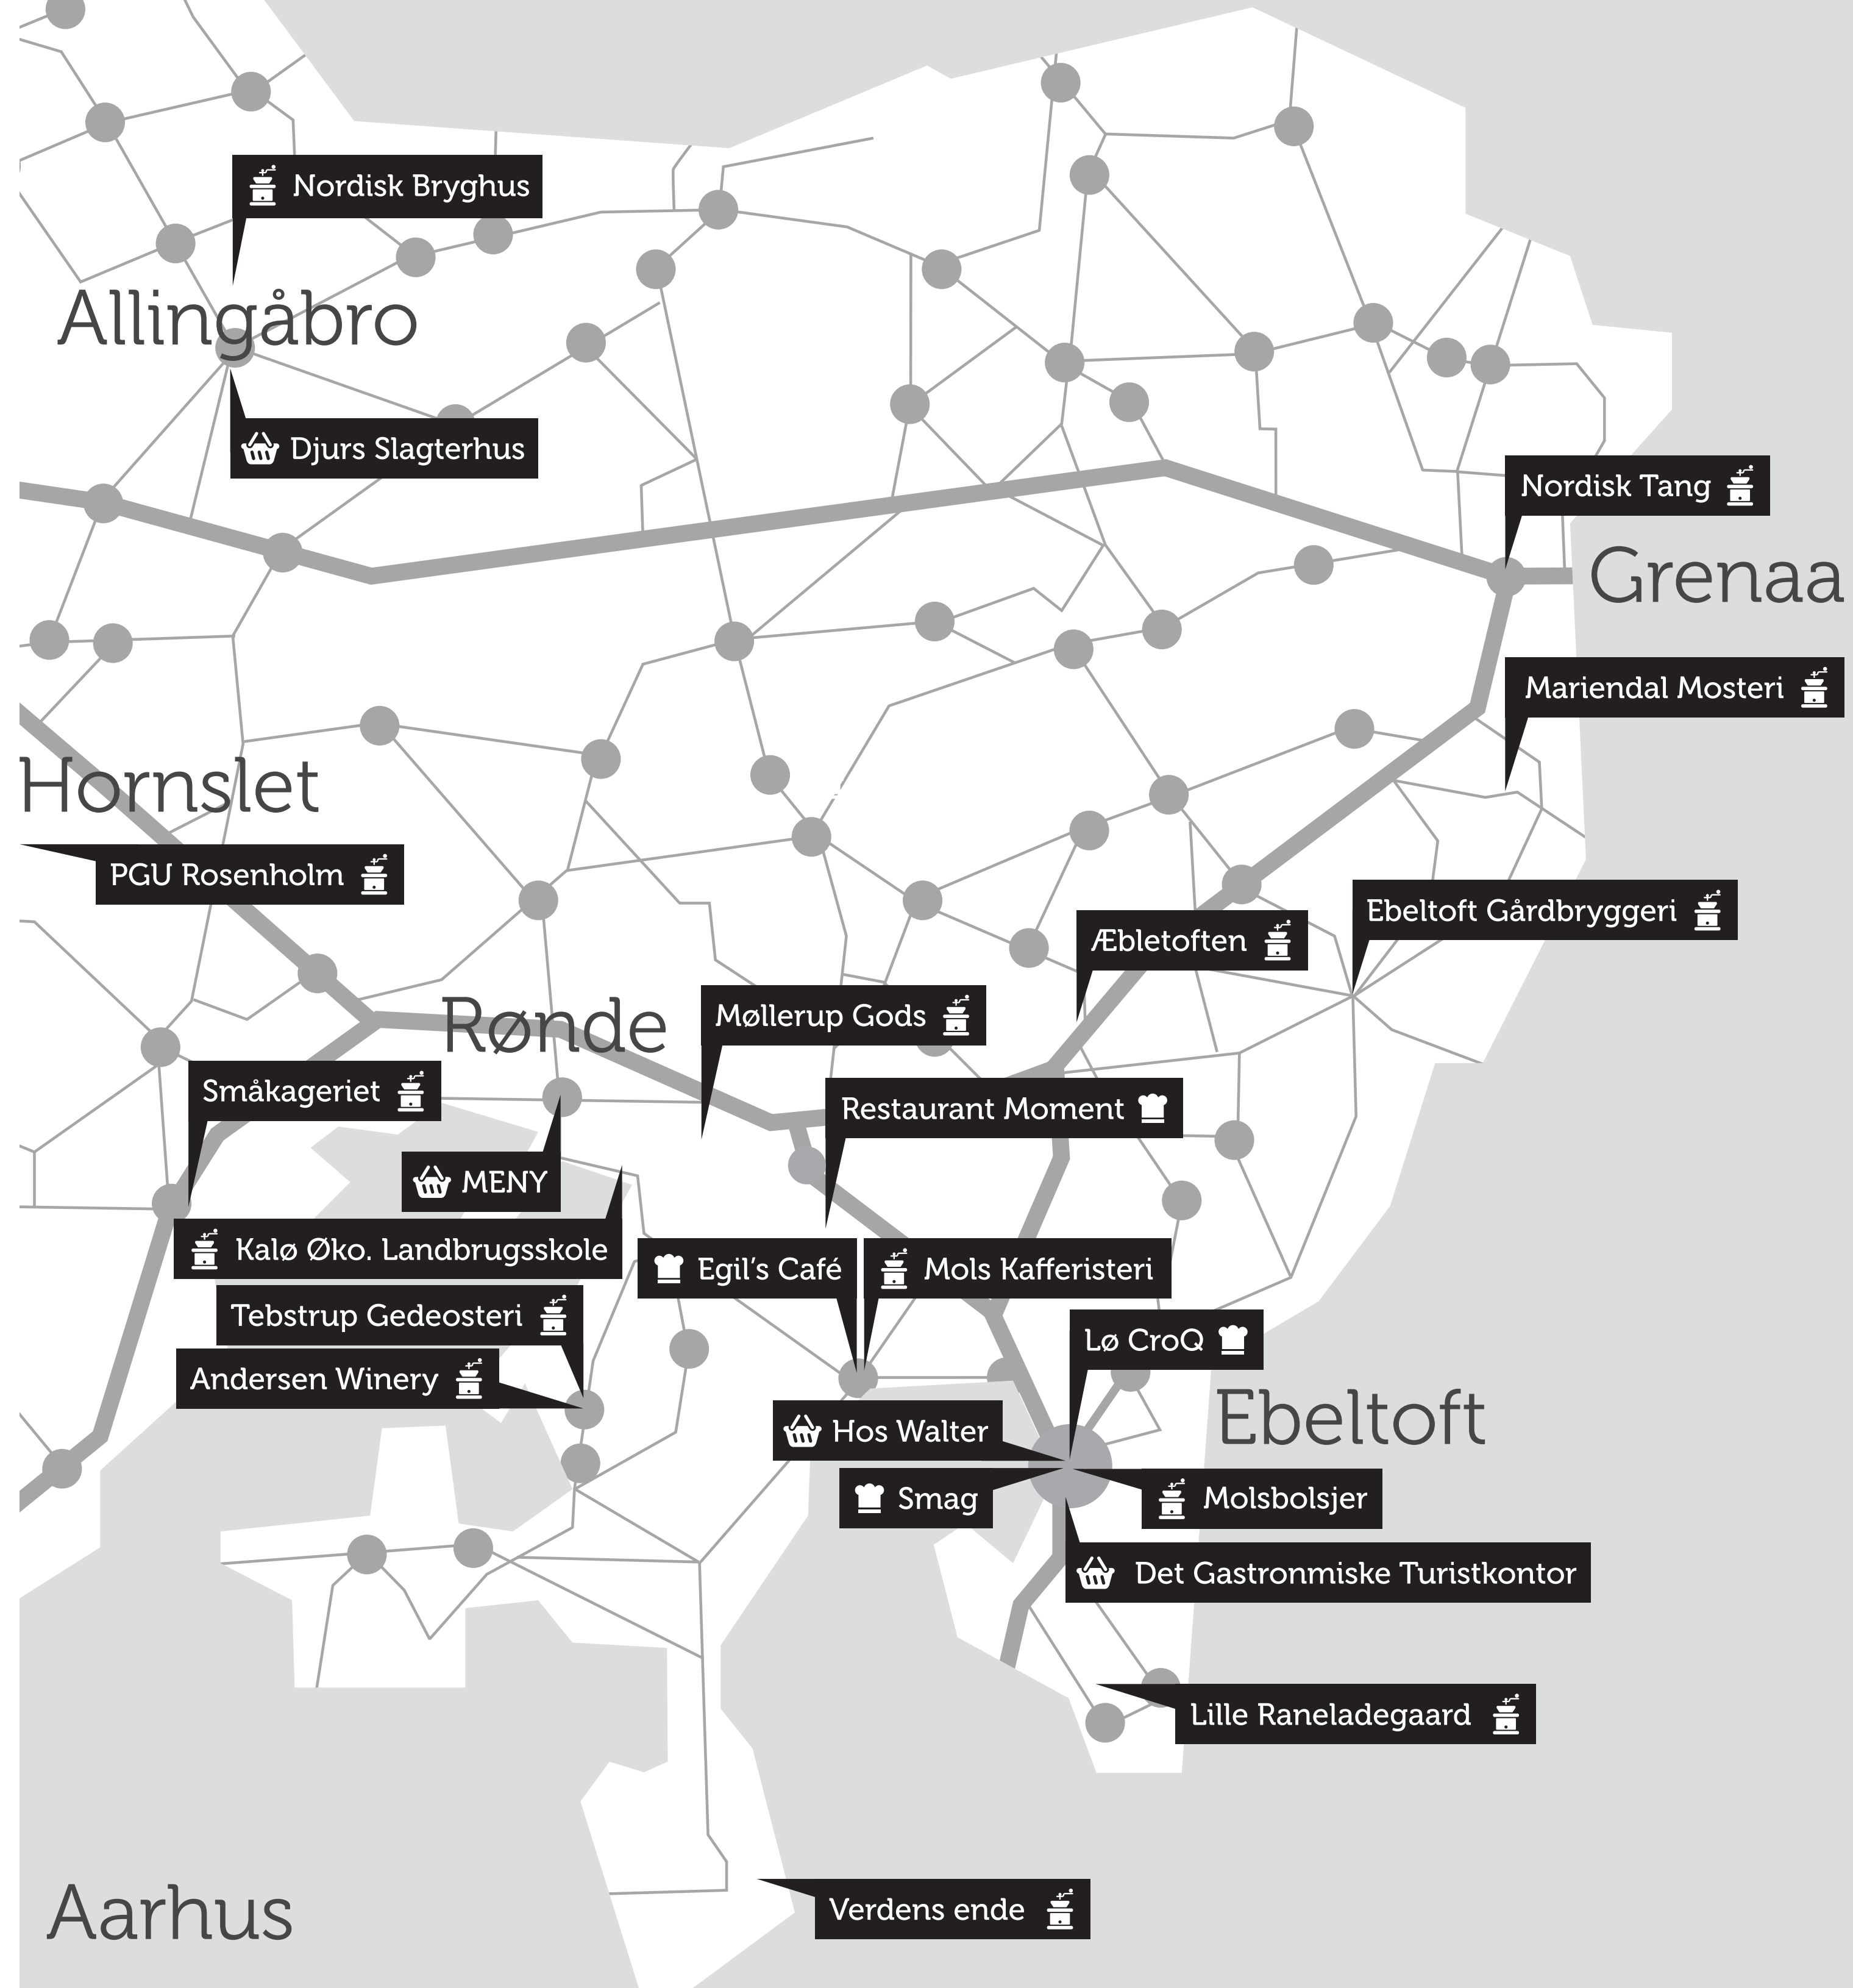 Nordisk Bryghus
Allingåbro
Djurs Slagterhus
Nordisk Tang
Grenaa
Mariendal Mosteri
Hornslet
PGU Rosenholm
Ebeltoft Gårdbryggeri
Æbletoften
Rønde
Møllerup Gods
Småkageriet
Restaurant Moment
MENY
Kalø Øko. Landbrugsskole
Egil's Café
Mols Kafferisteri
Tebstrup Gedeosteri
Lø CroQ
Andersen Winery
Ebeltoft
Hos Walter
Smag
Molsbolsjer
Det Gastronmiske Turistkontor
Lille Raneladegaard
Verdens ende
Aarhus